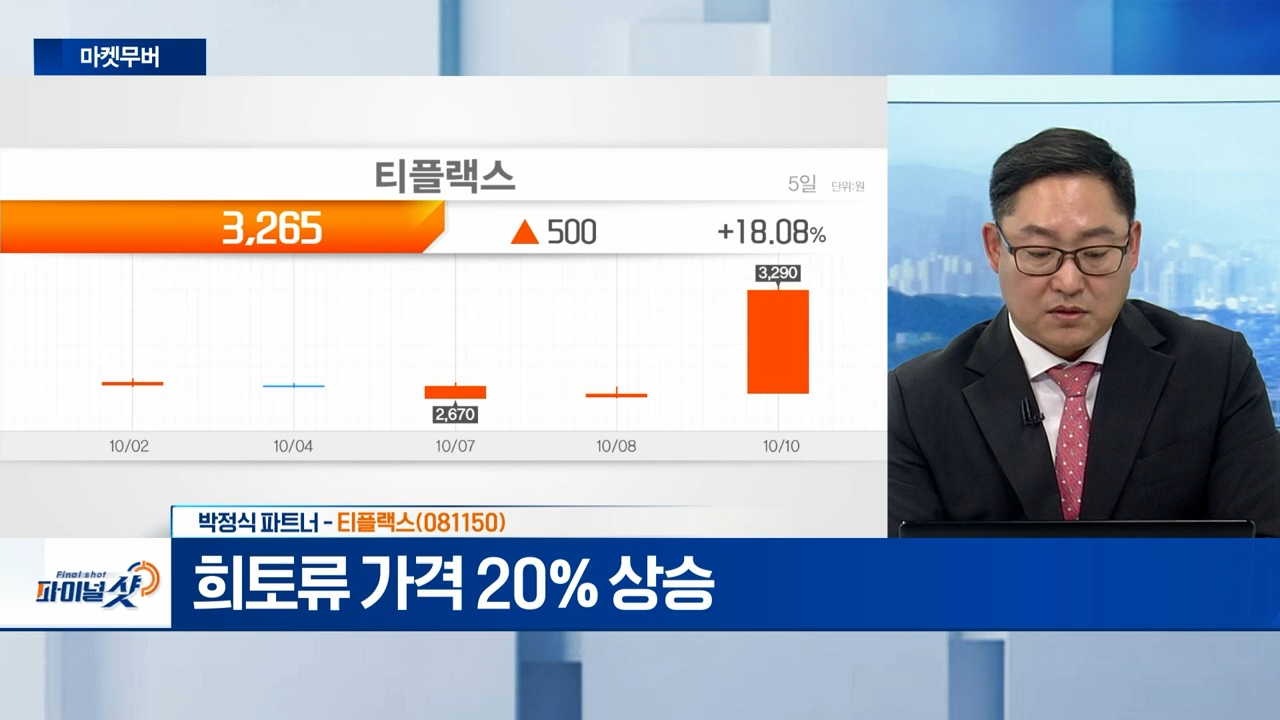 마켓무버
티플랙스
5일 단위:원
3,265 ▲ 500 +18.08%
3,290
2,670
10/02 10/04 10/07 10/08 10/10
박정식 파트너 - 티플랙스(081150)
Final shot
파이널샷
희토류 가격 20% 상승